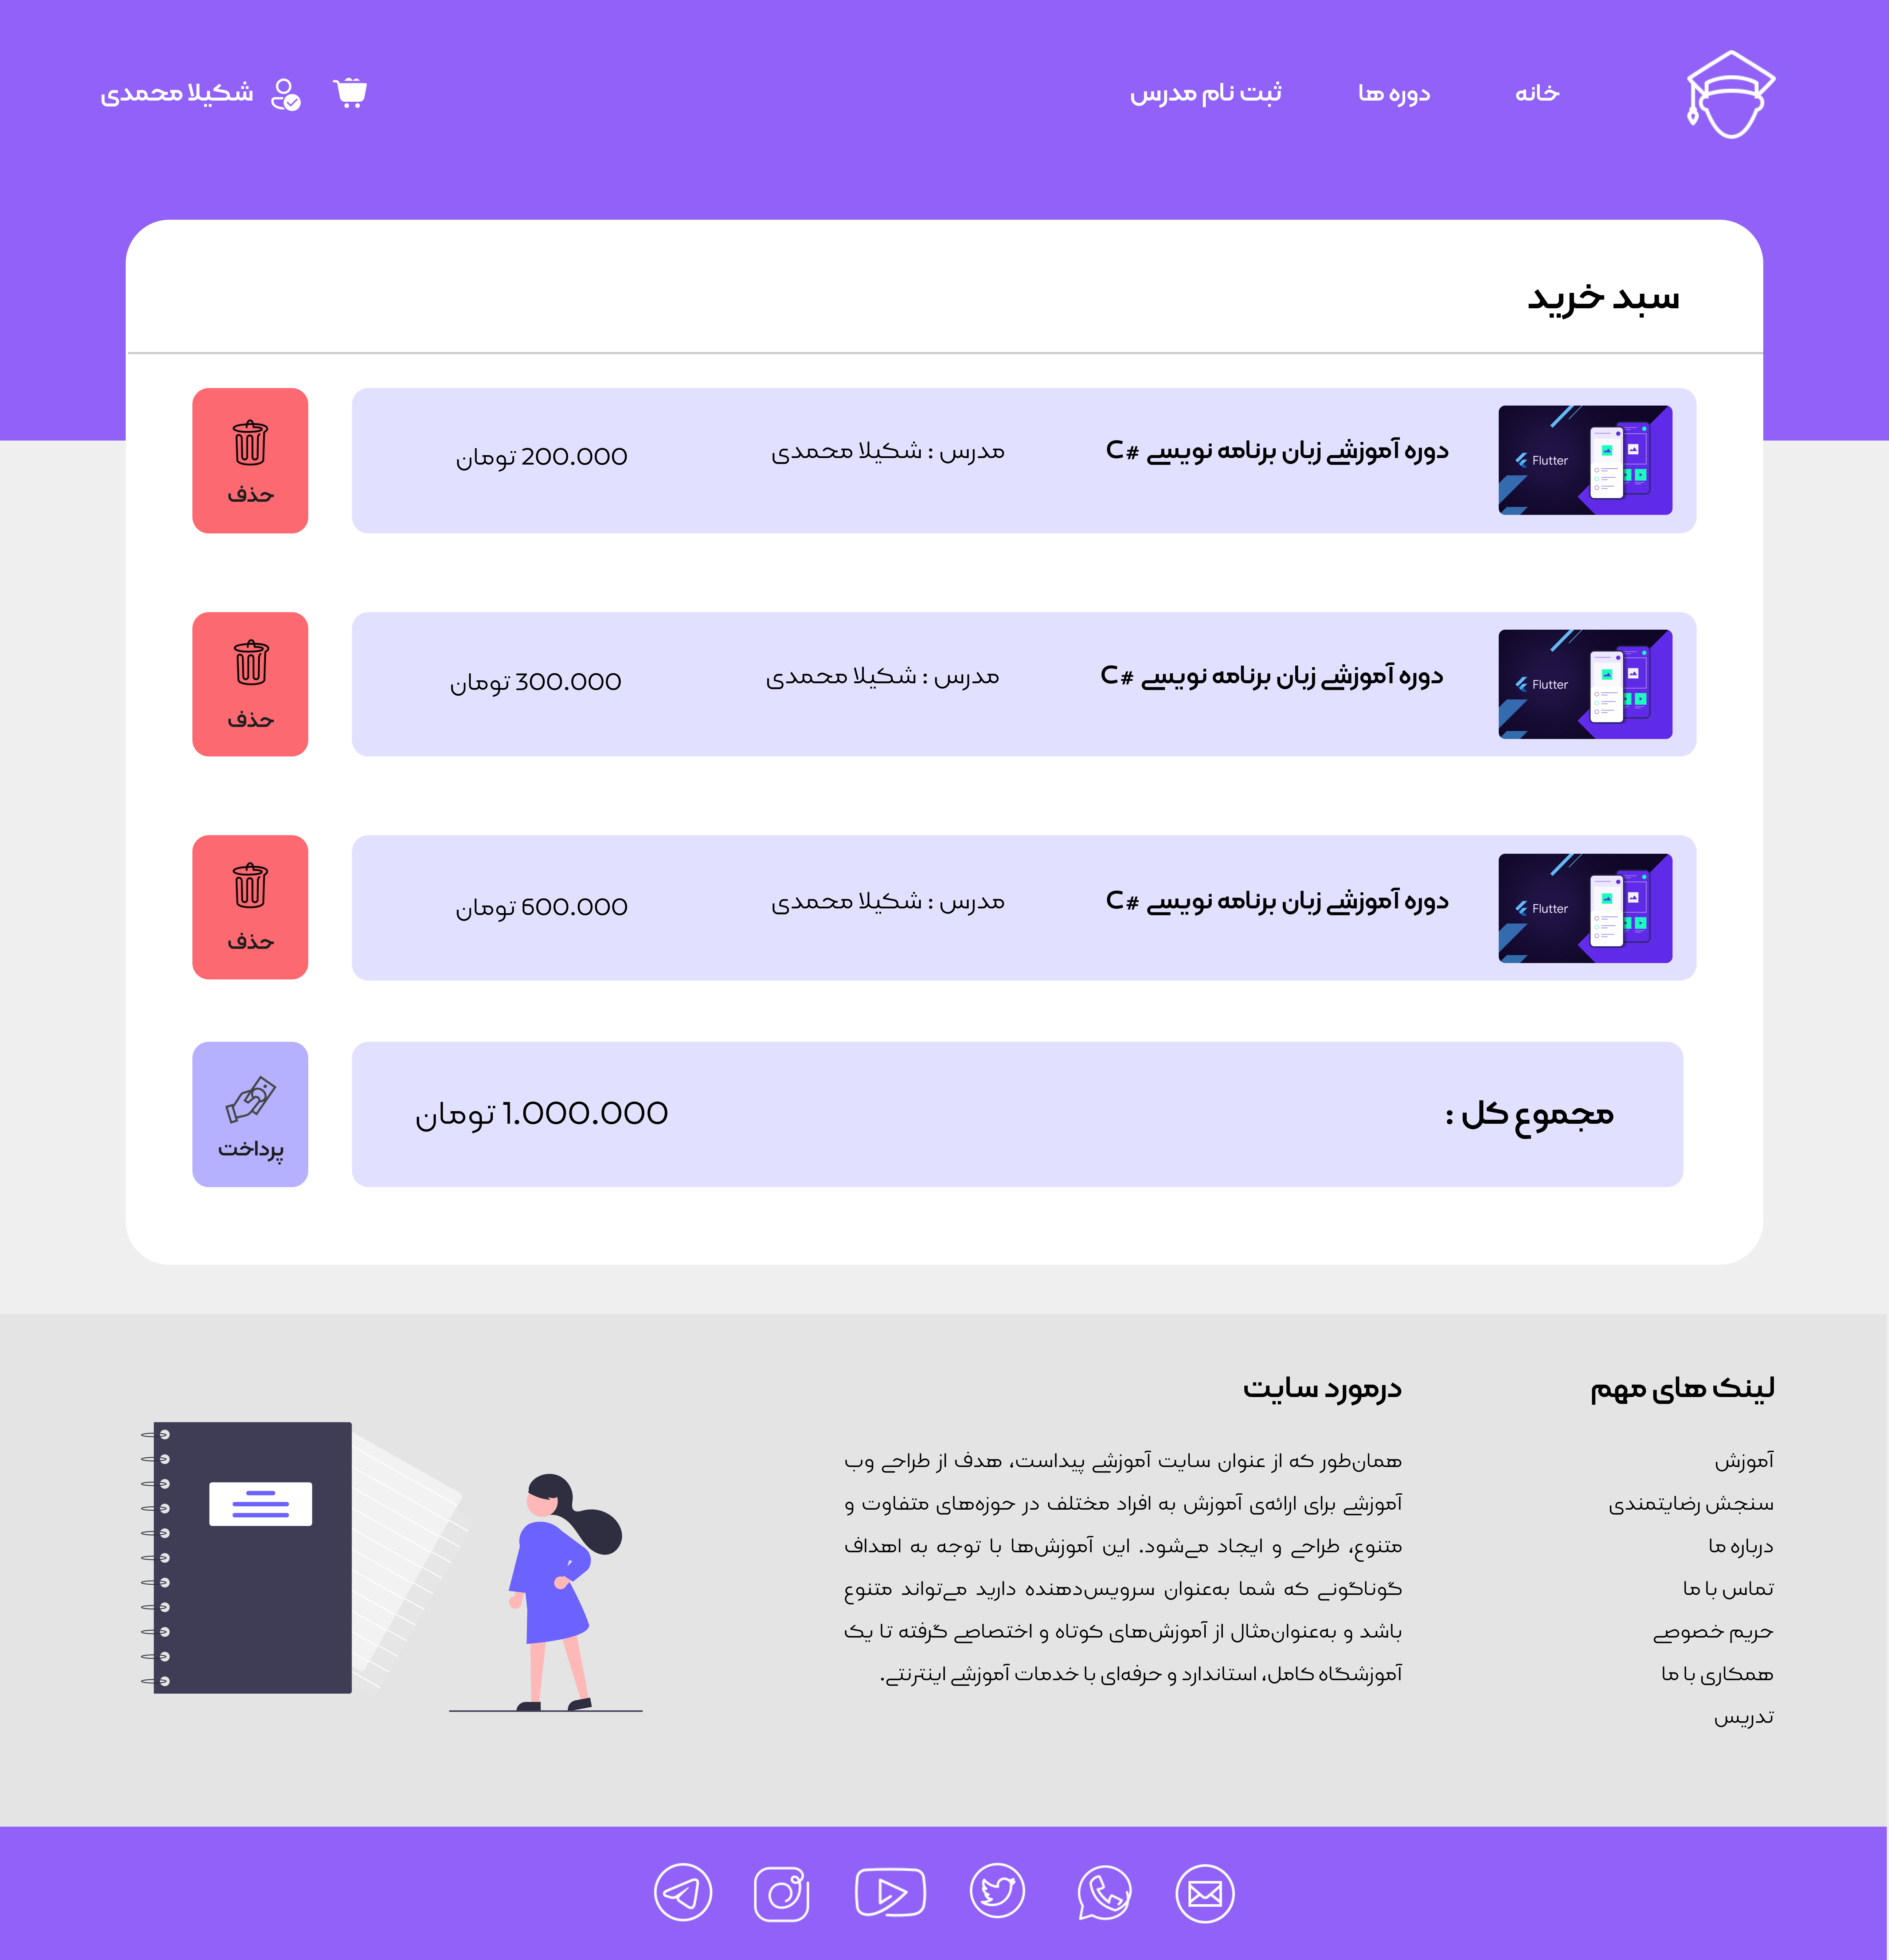 خانه
دوره ها
ثبت نام مدرس
شکیلا محمدی
سبد خرید
Flutter
دوره آموزشی زبان برنامه نویسی #C
مدرس : شکیلا محمدی
200.000 تومان
حذف
Flutter
دوره آموزشی زبان برنامه نویسی #C
مدرس : شکیلا محمدی
300.000 تومان
حذف
Flutter
دوره آموزشی زبان برنامه نویسی #C
مدرس : شکیلا محمدی
600.000 تومان
حذف
مجموع کل :
1.000.000 تومان
پرداخت
لینک های مهم
آموزش
سنجش رضایتمندی
درباره ما
تماس با ما
حریم خصوصی
همکاری با ما
تدریس
درمورد سایت
همان‌طور که از عنوان سایت آموزشی پیداست، هدف از طراحی وب
آموزشی برای ارائه‌ی آموزش به افراد مختلف در حوزه‌های متفاوت و
متنوع، طراحی و ایجاد می‌شود. این آموزش‌ها با توجه به اهداف
گوناگونی که شما به‌عنوان سرویس‌دهنده دارید می‌تواند متنوع
باشد و به‌عنوان‌مثال از آموزش‌های کوتاه و اختصاصی گرفته تا یک
آموزشگاه کامل، استاندارد و حرفه‌ای با خدمات آموزشی اینترنتی.